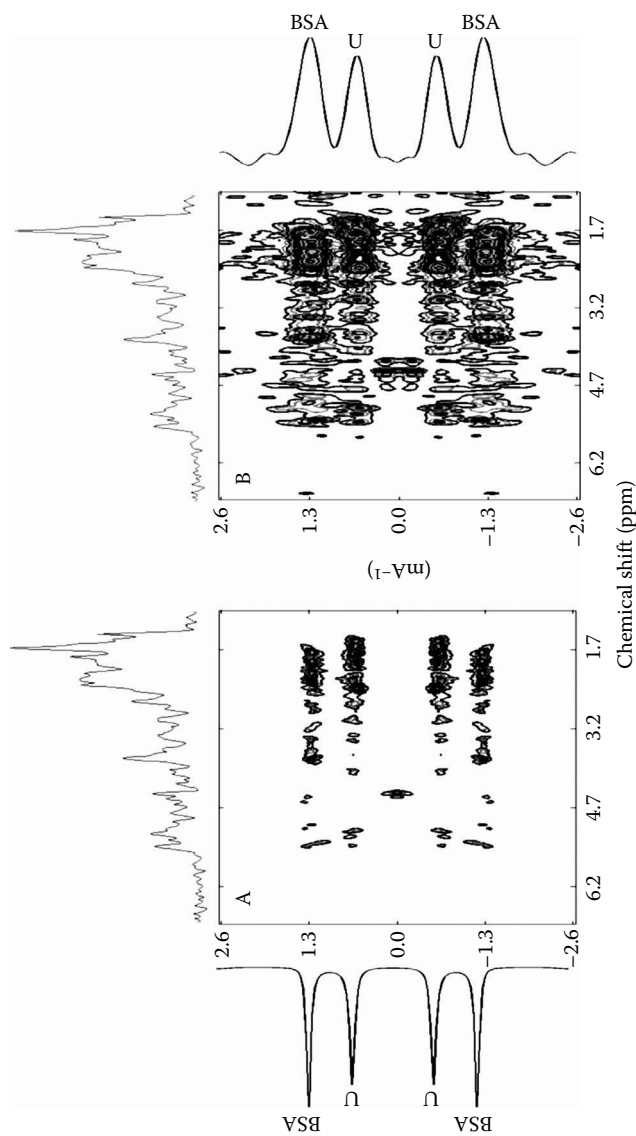 BSA
U
U
BSA
B
2.6
1.3
0.0
−1.3
−2.6
1.7
3.2
4.7
6.2
(mA⁻¹)
Chemical shift (ppm)
A
2.6
1.3
0.0
−1.3
−2.6
1.7
3.2
4.7
6.2
BSA
U
U
BSA